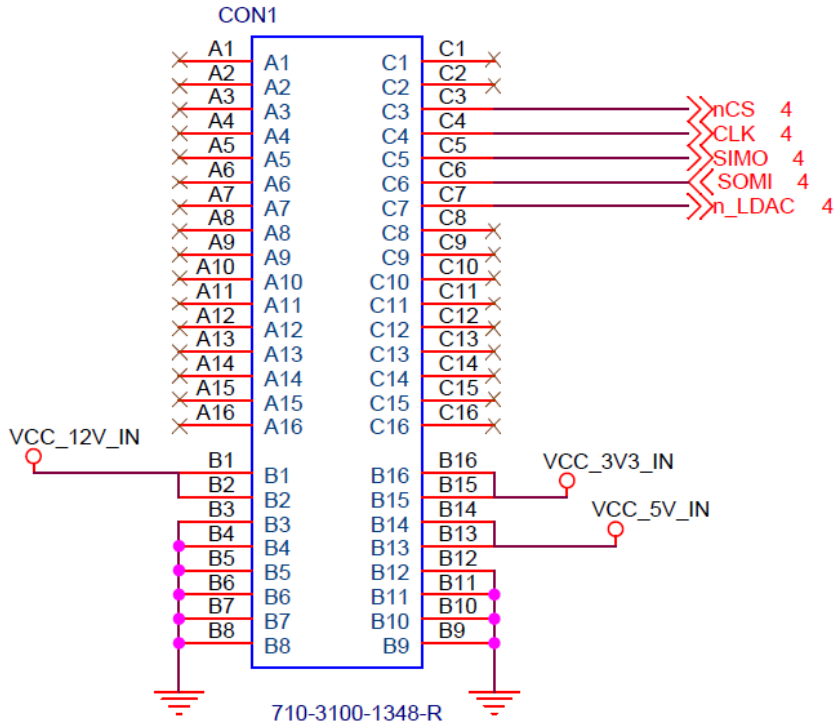 CON1
A1 A1 C1 C1
A2 A2 C2 C2
A3 A3 C3 C3 nCS 4
A4 A4 C4 C4 CLK 4
A5 A5 C5 C5 SIMO 4
A6 A6 C6 C6 SOMI 4
A7 A7 C7 C7 n_LDAC 4
A8 A8 C8 C8
A9 A9 C9 C9
A10 A10 C10 C10
A11 A11 C11 C11
A12 A12 C12 C12
A13 A13 C13 C13
A14 A14 C14 C14
A15 A15 C15 C15
A16 A16 C16 C16
VCC_12V_IN
B1 B1 B16 B16 VCC_3V3_IN
B2 B2 B15 B15
B3 B3 B14 B14 VCC_5V_IN
B4 B4 B13 B13
B5 B5 B12 B12
B6 B6 B11 B11
B7 B7 B10 B10
B8 B8 B9 B9
710-3100-1348-R